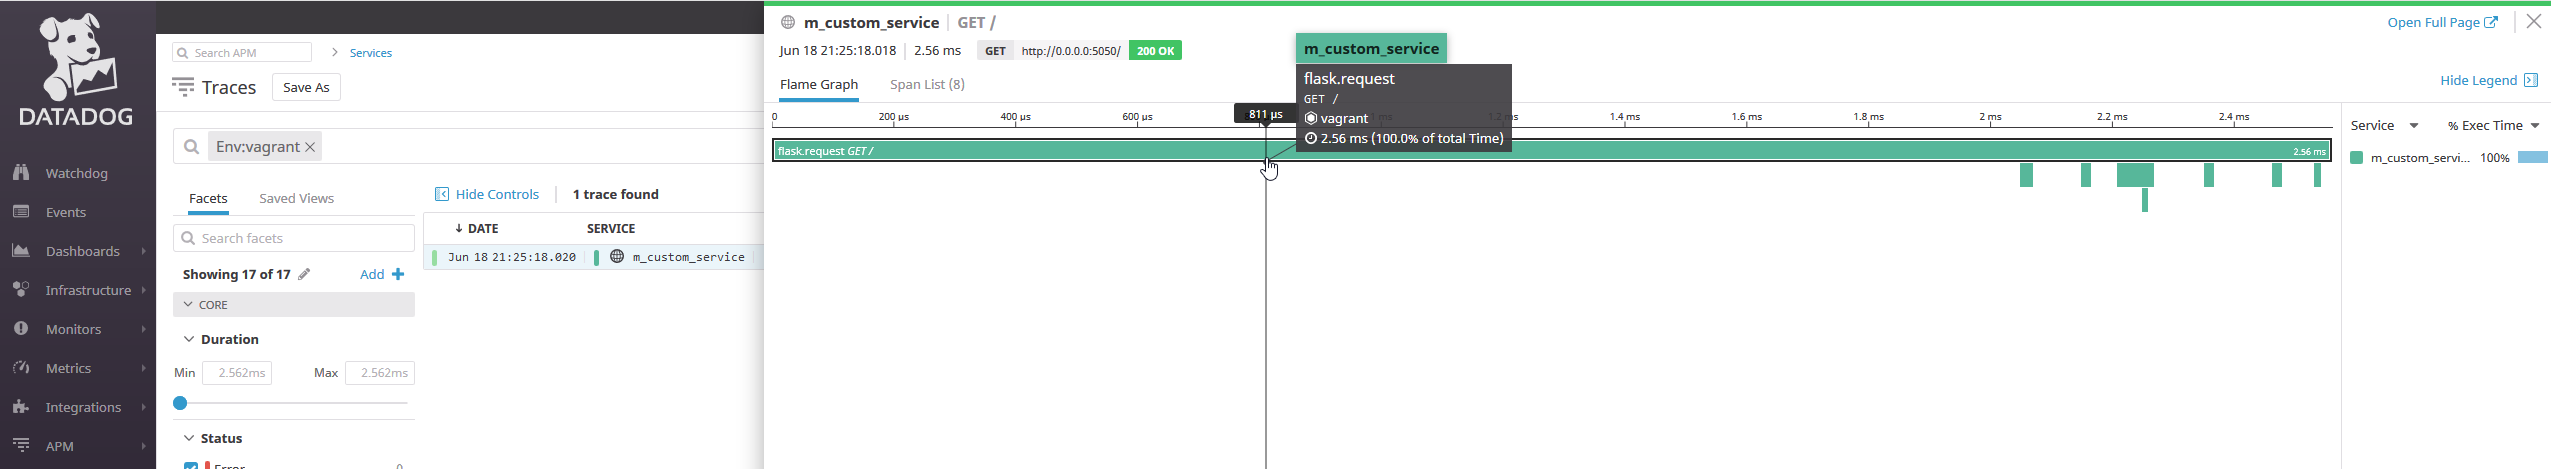 DATADOG
Watchdog
Events
Dashboards
Infrastructure
Monitors
Metrics
Integrations
APM
Search APM
Services
Traces
Save As
Env:vagrant
Facets
Saved Views
Search facets
Showing 17 of 17
Add
CORE
Duration
Min 2.562ms Max 2.562ms
Status
Error 0
Hide Controls
1 trace found
DATE SERVICE
Jun 18 21:25:18.020 m_custom_service
m_custom_service GET /
Open Full Page
Jun 18 21:25:18.018 2.56 ms GET http://0.0.0.0:5050/ 200 OK
Flame Graph Span List (8)
Hide Legend
m_custom_service
flask.request
GET /
vagrant
2.56 ms (100.0% of total Time)
811 µs
0 200 µs 400 µs 600 µs 1.4 ms 1.6 ms 1.8 ms 2 ms 2.2 ms 2.4 ms
flask.request GET / 2.56 ms
Service % Exec Time
m_custom_servi... 100%